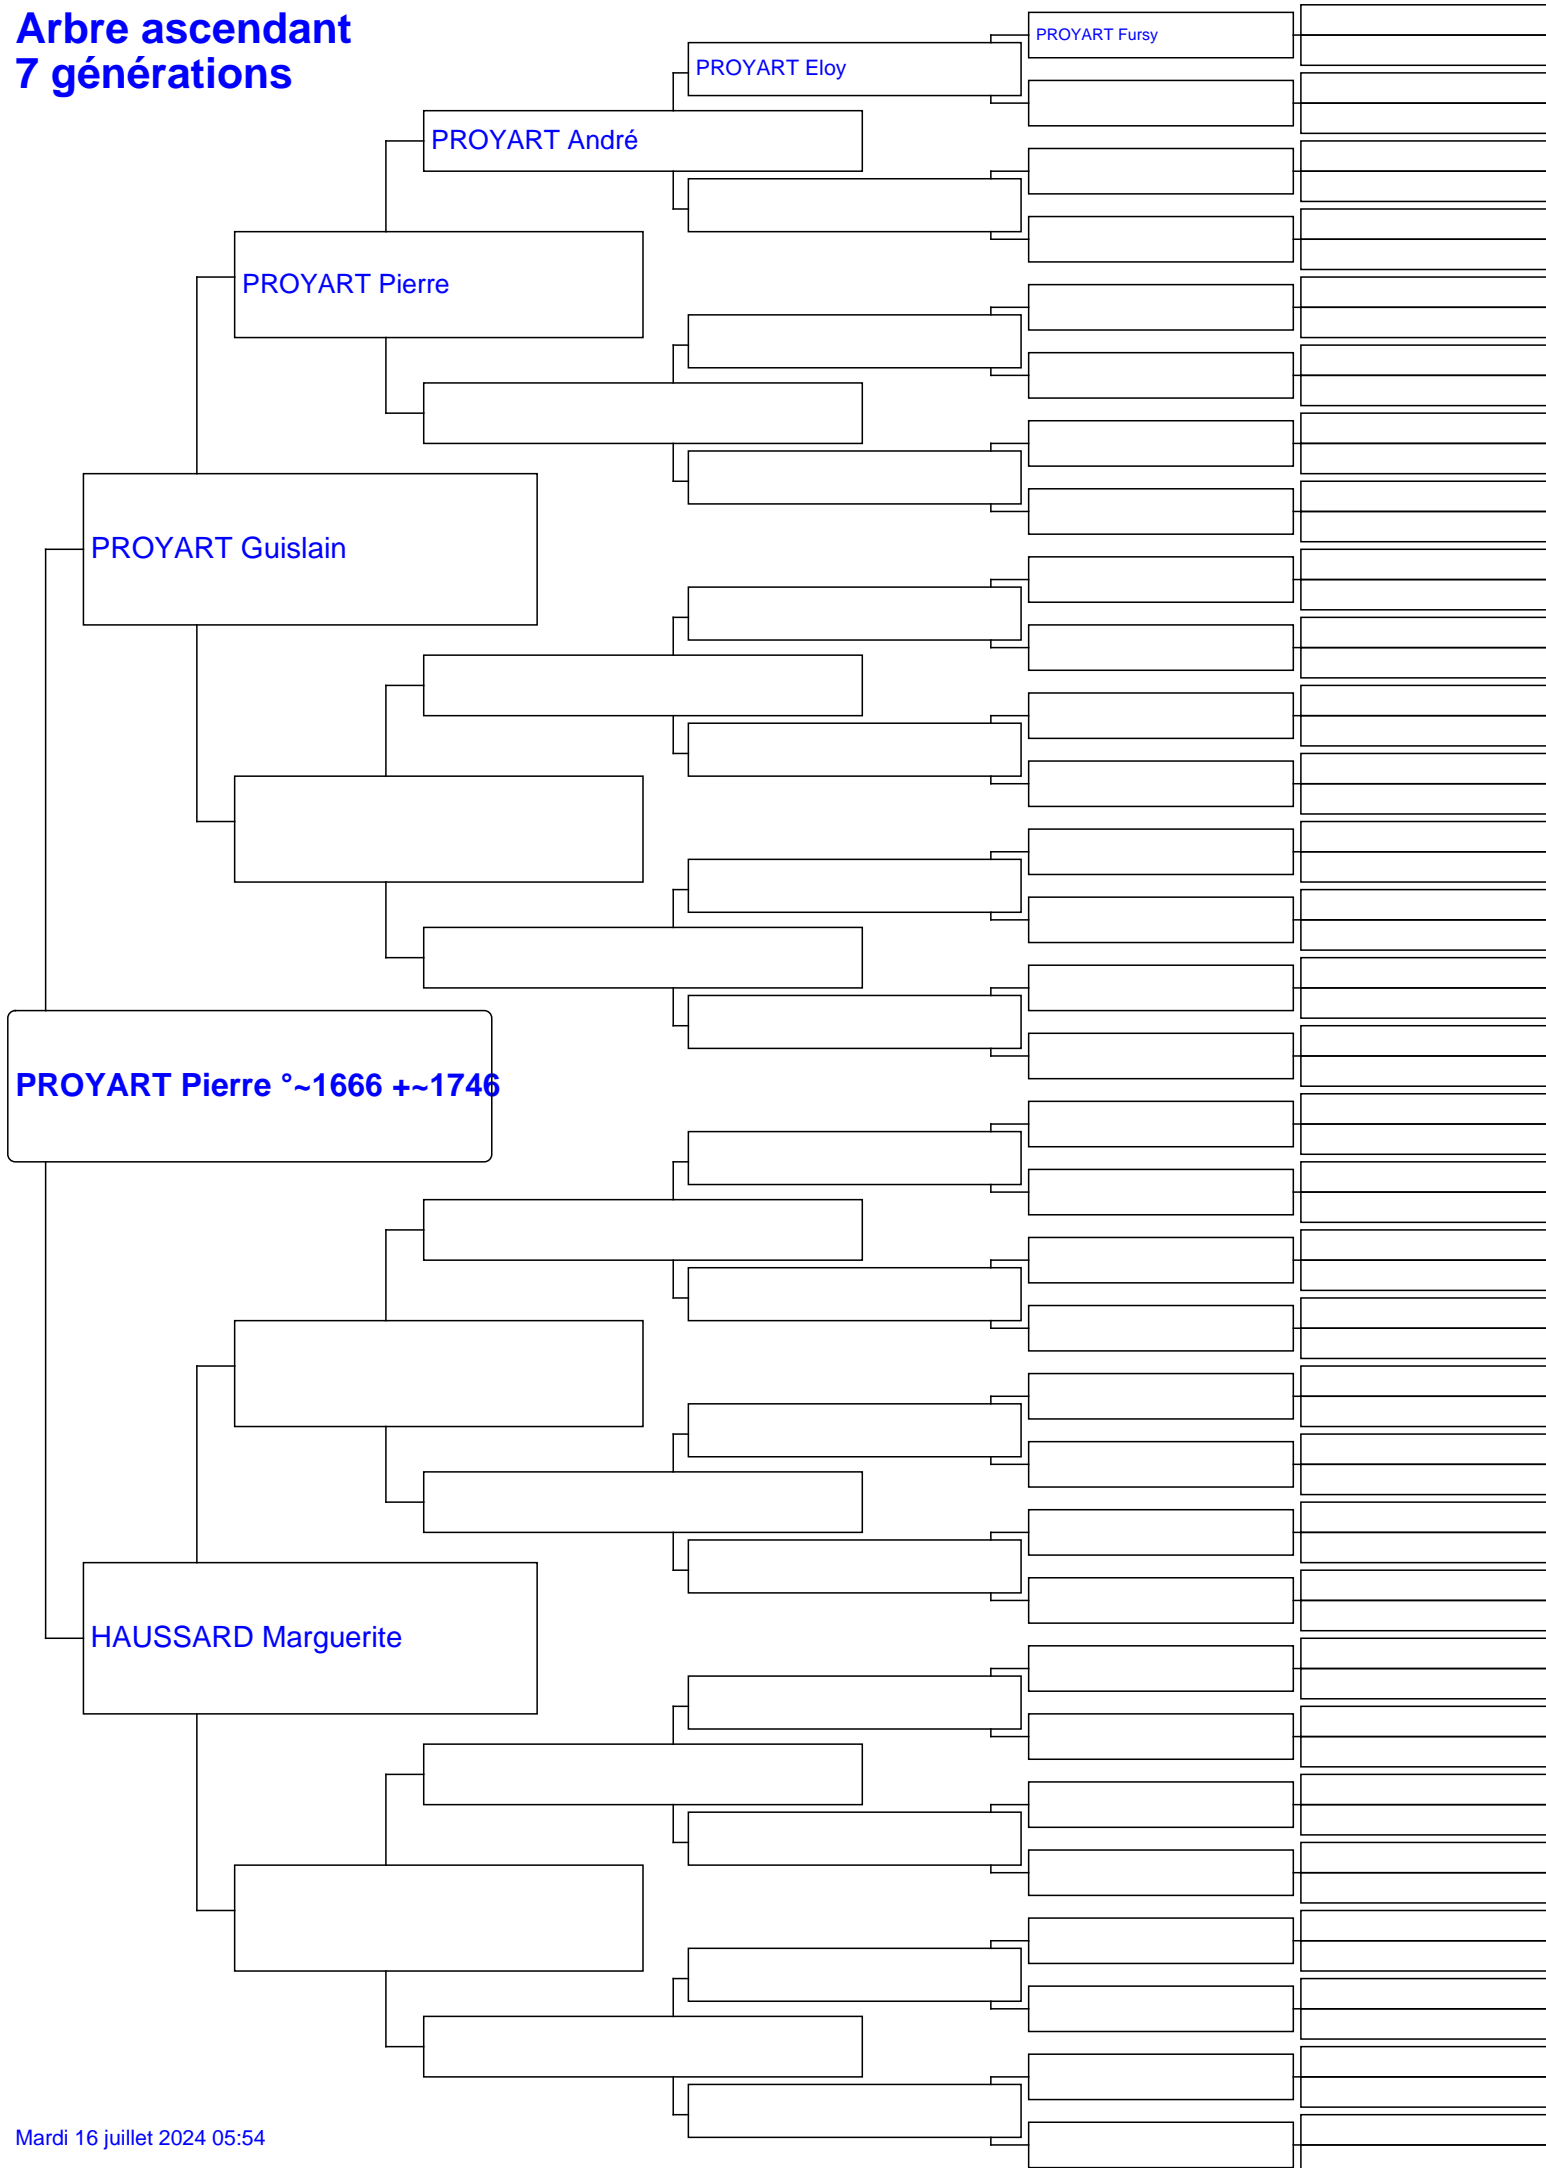 Arbre ascendant
7 générations
PROYART Fursy
PROYART Eloy
PROYART André
PROYART Pierre
PROYART Guislain
PROYART Pierre °~1666 +~1746
HAUSSARD Marguerite
Mardi 16 juillet 2024 05:54